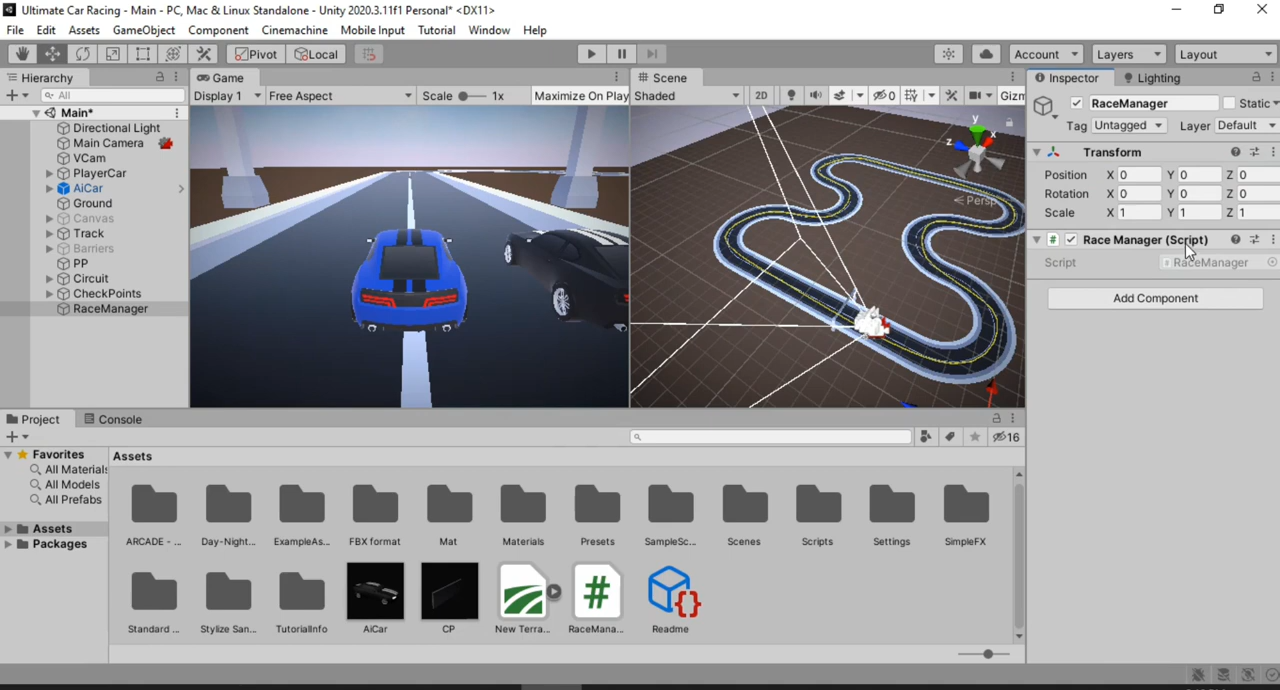 Ultimate Car Racing - Main - PC, Mac & Linux Standalone - Unity 2020.3.11f1 Personal* <DX11>
File Edit Assets GameObject Component Cinemachine Mobile Input Tutorial Window Help
Pivot Local Account Layers Layout
Hierarchy
All
Main*
Directional Light
Main Camera
VCam
PlayerCar
AiCar
Ground
Canvas
Track
Barriers
PP
Circuit
CheckPoints
RaceManager
Game
Display 1 Free Aspect Scale 1x Maximize On Play
Scene
Shaded 2D 0 Gizm
y
x
z
Persp
Inspector Lighting
RaceManager Static
Tag Untagged Layer Default
Transform
Position X 0 Y 0 Z 0
Rotation X 0 Y 0 Z 0
Scale X 1 Y 1 Z 1
# Race Manager (Script)
Script # RaceManager
Add Component
Project Console
16
Favorites
All Materials
All Models
All Prefabs
Assets
Packages
Assets
ARCADE - ... Day-Night... ExampleAs... FBX format Mat Materials Presets SampleSc... Scenes Scripts Settings SimpleFX
#
{}
Standard ... Stylize San... TutorialInfo AiCar CP New Terra... RaceMana... Readme